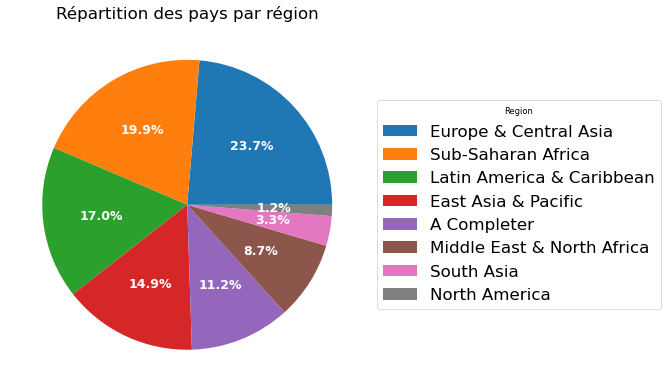 Répartition des pays par région
23.7%
19.9%
17.0%
14.9%
11.2%
8.7%
3.3%
1.2%
Region
Europe & Central Asia
Sub-Saharan Africa
Latin America & Caribbean
East Asia & Pacific
A Completer
Middle East & North Africa
South Asia
North America